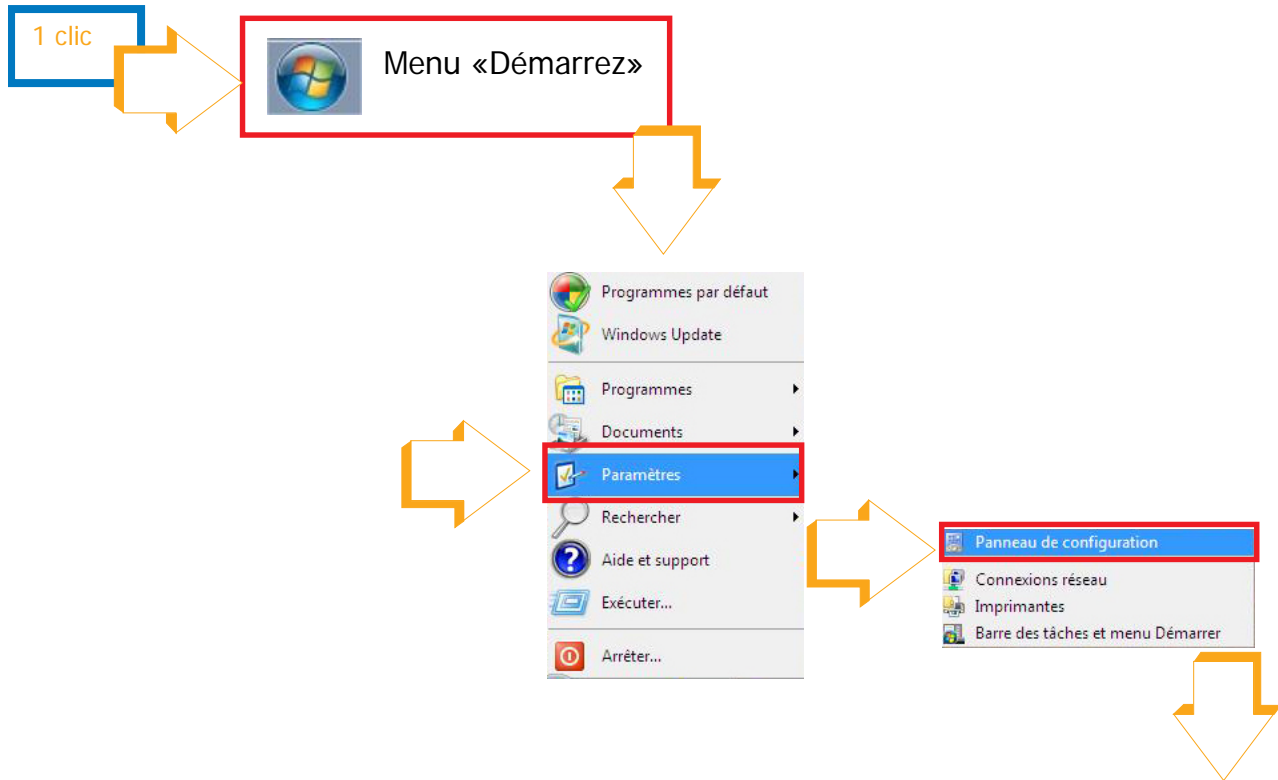 1 clic
Menu «Démarrez»
Programmes par défaut
Windows Update
Programmes
Documents
Paramètres
Rechercher
Aide et support
Exécuter...
Arrêter...
Panneau de configuration
Connexions réseau
Imprimantes
Barre des tâches et menu Démarrer